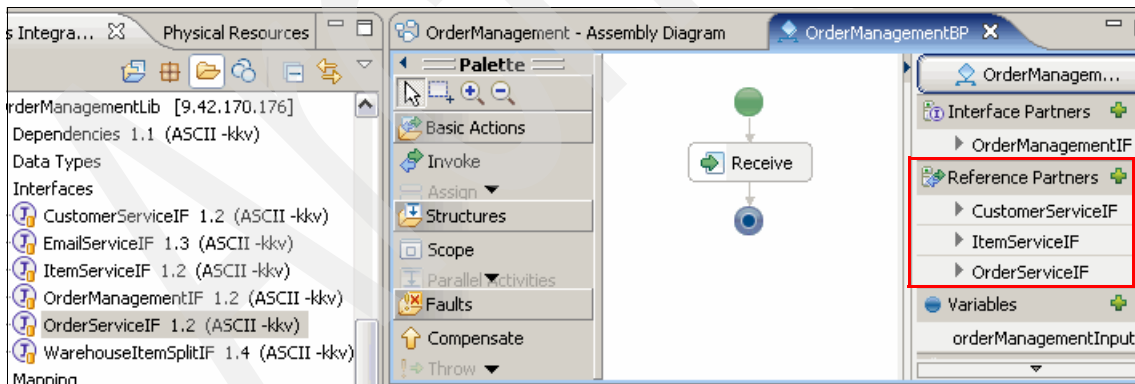 s Integra...
Physical Resources
rderManagementLib [9.42.170.176]
Dependencies 1.1 (ASCII -kkv)
Data Types
Interfaces
CustomerServiceIF 1.2 (ASCII -kkv)
EmailServiceIF 1.3 (ASCII -kkv)
ItemServiceIF 1.2 (ASCII -kkv)
OrderManagementIF 1.2 (ASCII -kkv)
OrderServiceIF 1.2 (ASCII -kkv)
WarehouseItemSplitIF 1.4 (ASCII -kkv)
Mapping
OrderManagement - Assembly Diagram
OrderManagementBP
Palette
Basic Actions
Invoke
Assign
Structures
Scope
Parallel Activities
Faults
Compensate
Throw
Receive
OrderManagem...
Interface Partners
OrderManagementIF
Reference Partners
CustomerServiceIF
ItemServiceIF
OrderServiceIF
Variables
orderManagementInput